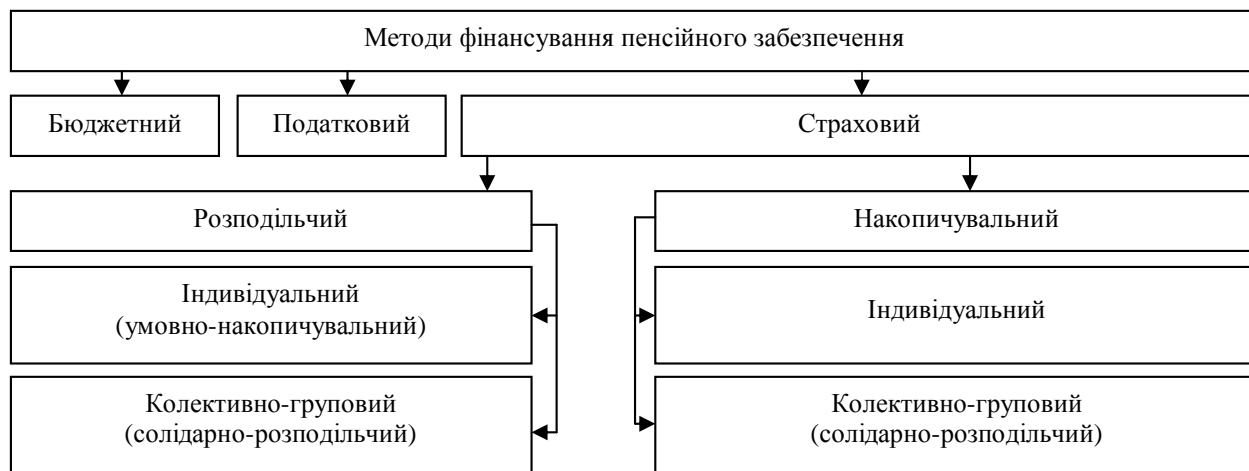 Методи фінансування пенсійного забезпечення
Бюджетний
Податковий
Страховий
Розподільчий
Накопичувальний
Індивідуальний
(умовно-накопичувальний)
Індивідуальний
Колективно-груповий
(солідарно-розподільчий)
Колективно-груповий
(солідарно-розподільчий)